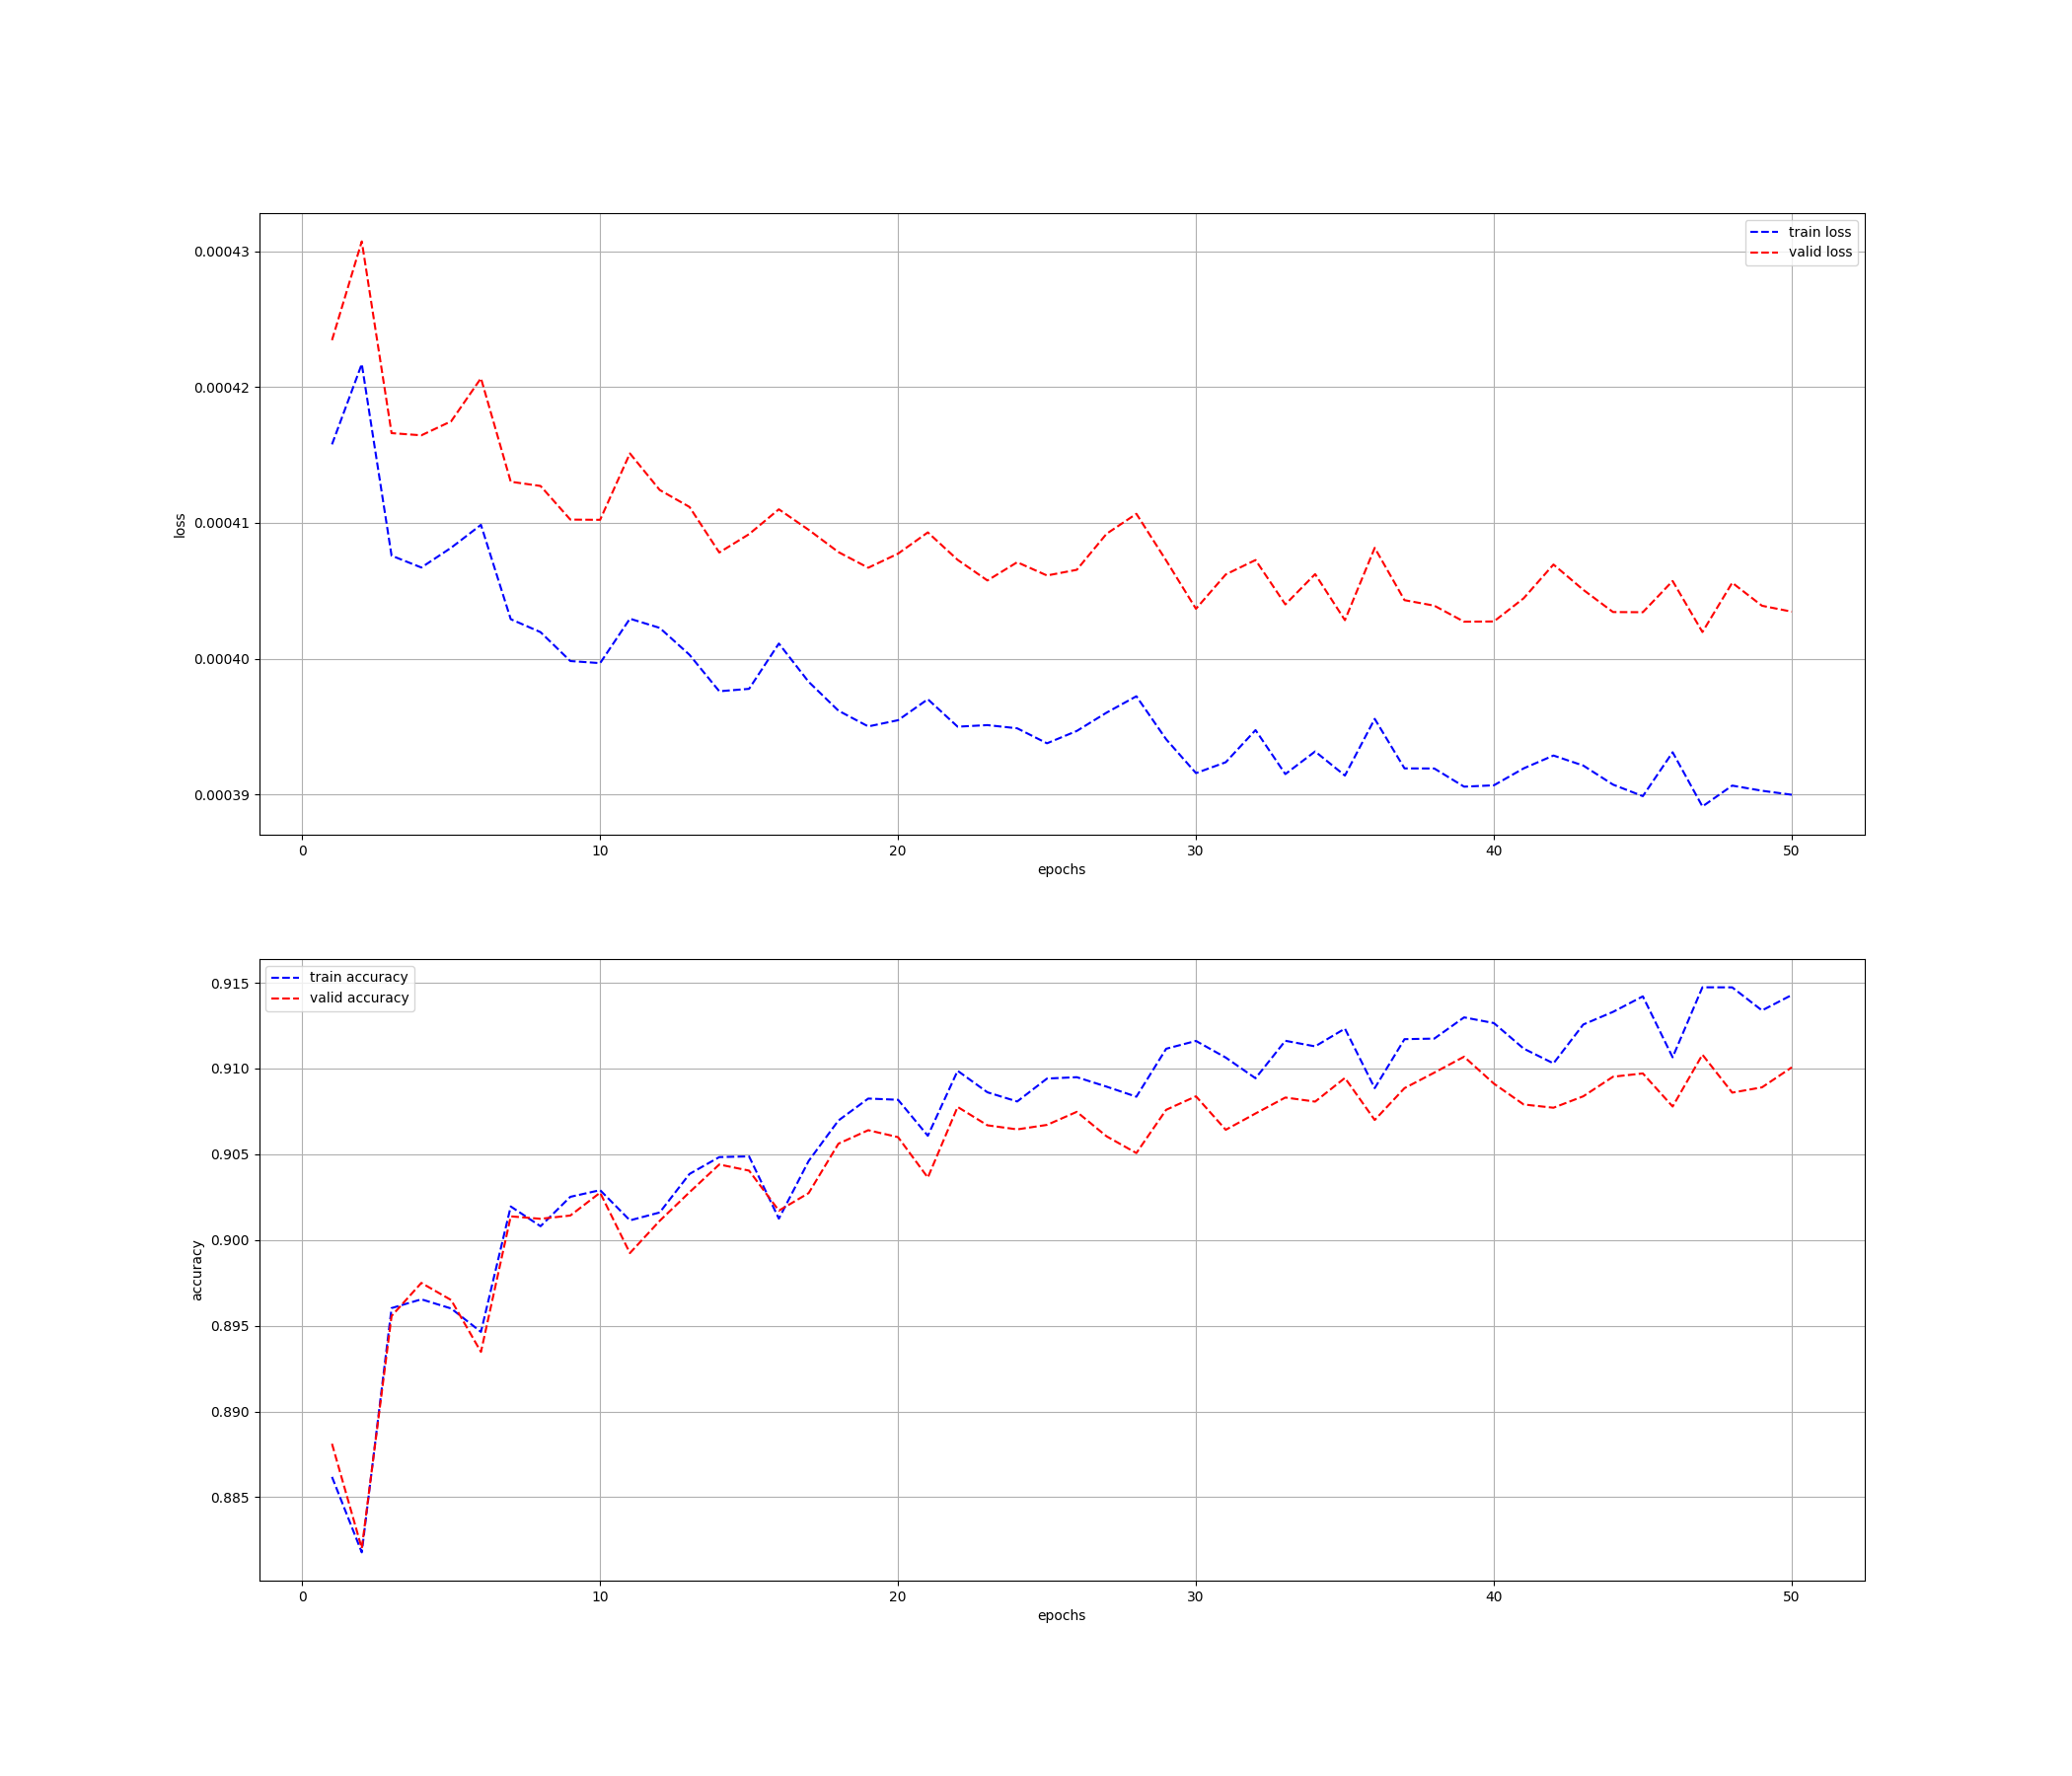 train loss
valid loss
0.00043
0.00042
0.00041
0.00040
0.00039
loss
0 10 20 30 40 50
epochs
train accuracy
valid accuracy
0.915
0.910
0.905
0.900
0.895
0.890
0.885
accuracy
0 10 20 30 40 50
epochs